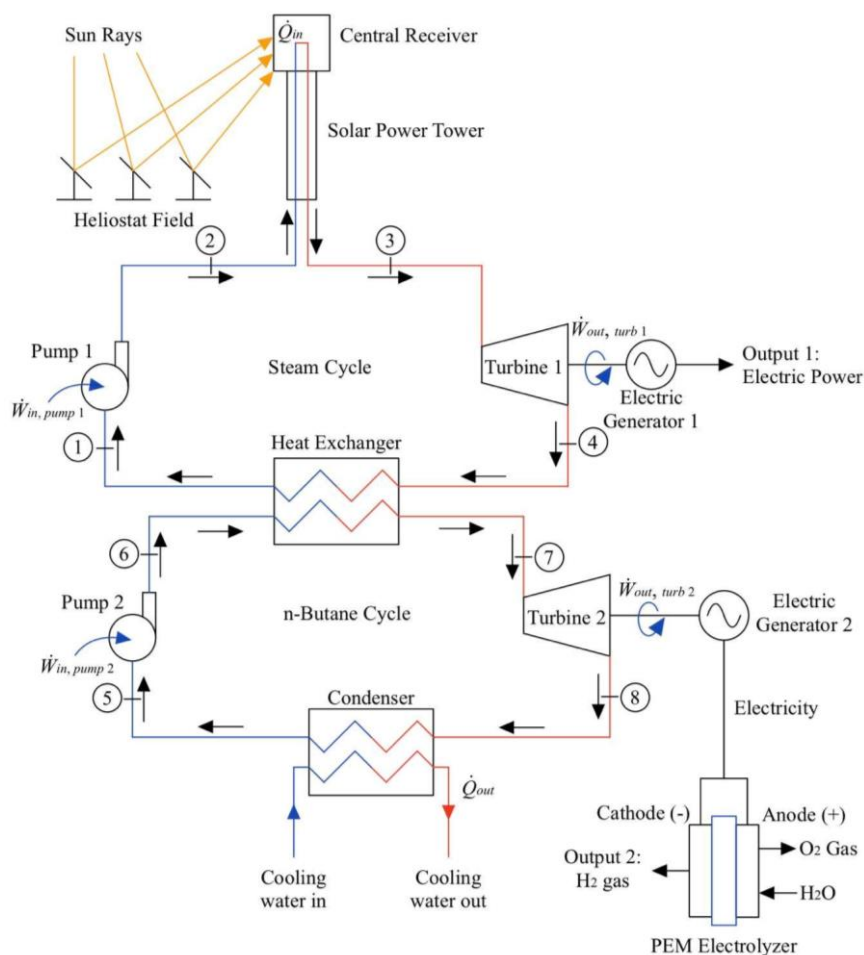 Sun Rays
Q̇in
Central Receiver
Solar Power Tower
Heliostat Field
2
3
Pump 1
Ẇin, pump 1
Steam Cycle
Turbine 1
Ẇout, turb 1
Electric
Generator 1
Output 1:
Electric Power
1
Heat Exchanger
4
6
7
Pump 2
Ẇin, pump 2
n-Butane Cycle
Turbine 2
Ẇout, turb 2
Electric
Generator 2
5
Condenser
8
Electricity
Q̇out
Cooling
water in
Cooling
water out
Cathode (-)
Anode (+)
Output 2:
H2 gas
O2 Gas
H2O
PEM Electrolyzer